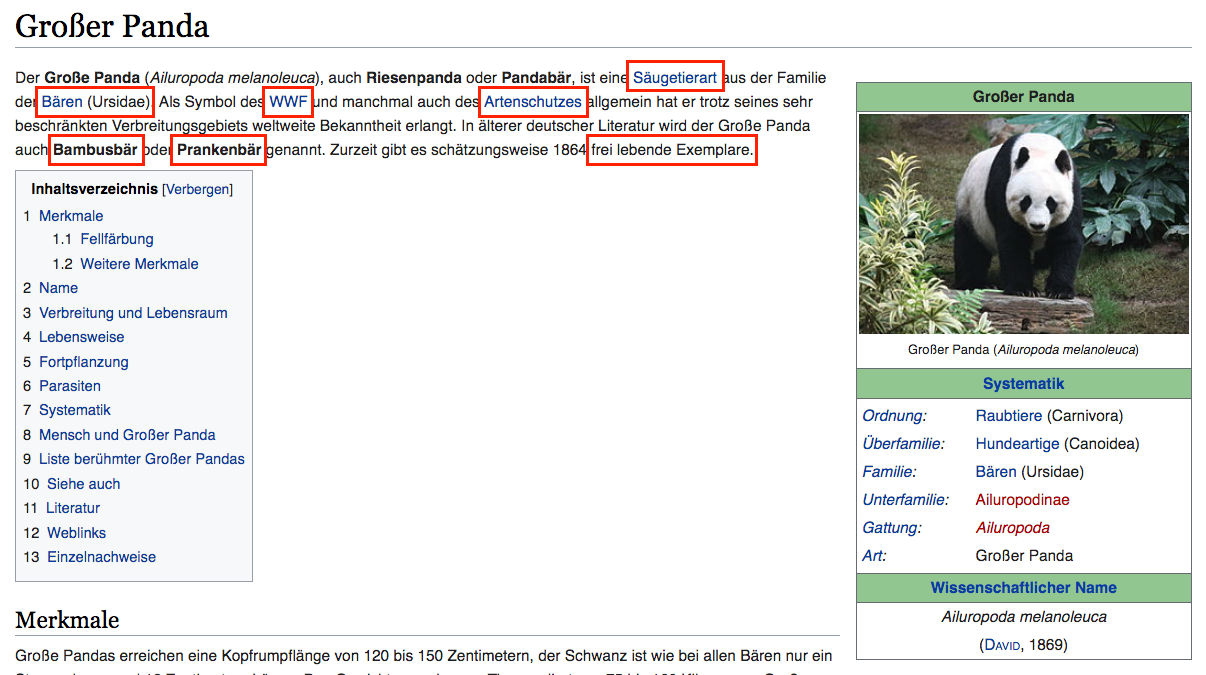 Großer Panda
Der Große Panda (Ailuropoda melanoleuca), auch Riesenpanda oder Pandabär, ist eine Säugetierart aus der Familie
der Bären (Ursidae). Als Symbol des WWF und manchmal auch des Artenschutzes allgemein hat er trotz seines sehr
beschränkten Verbreitungsgebiets weltweite Bekanntheit erlangt. In älterer deutscher Literatur wird der Große Panda
auch Bambusbär oder Prankenbär genannt. Zurzeit gibt es schätzungsweise 1864 frei lebende Exemplare.
Inhaltsverzeichnis [Verbergen]
1 Merkmale
1.1 Fellfärbung
1.2 Weitere Merkmale
2 Name
3 Verbreitung und Lebensraum
4 Lebensweise
5 Fortpflanzung
6 Parasiten
7 Systematik
8 Mensch und Großer Panda
9 Liste berühmter Großer Pandas
10 Siehe auch
11 Literatur
12 Weblinks
13 Einzelnachweise
Merkmale
Große Pandas erreichen eine Kopfrumpflänge von 120 bis 150 Zentimetern, der Schwanz ist wie bei allen Bären nur ein
Großer Panda
Großer Panda (Ailuropoda melanoleuca)
Systematik
Ordnung: Raubtiere (Carnivora)
Überfamilie: Hundeartige (Canoidea)
Familie: Bären (Ursidae)
Unterfamilie: Ailuropodinae
Gattung: Ailuropoda
Art: Großer Panda
Wissenschaftlicher Name
Ailuropoda melanoleuca
(David, 1869)